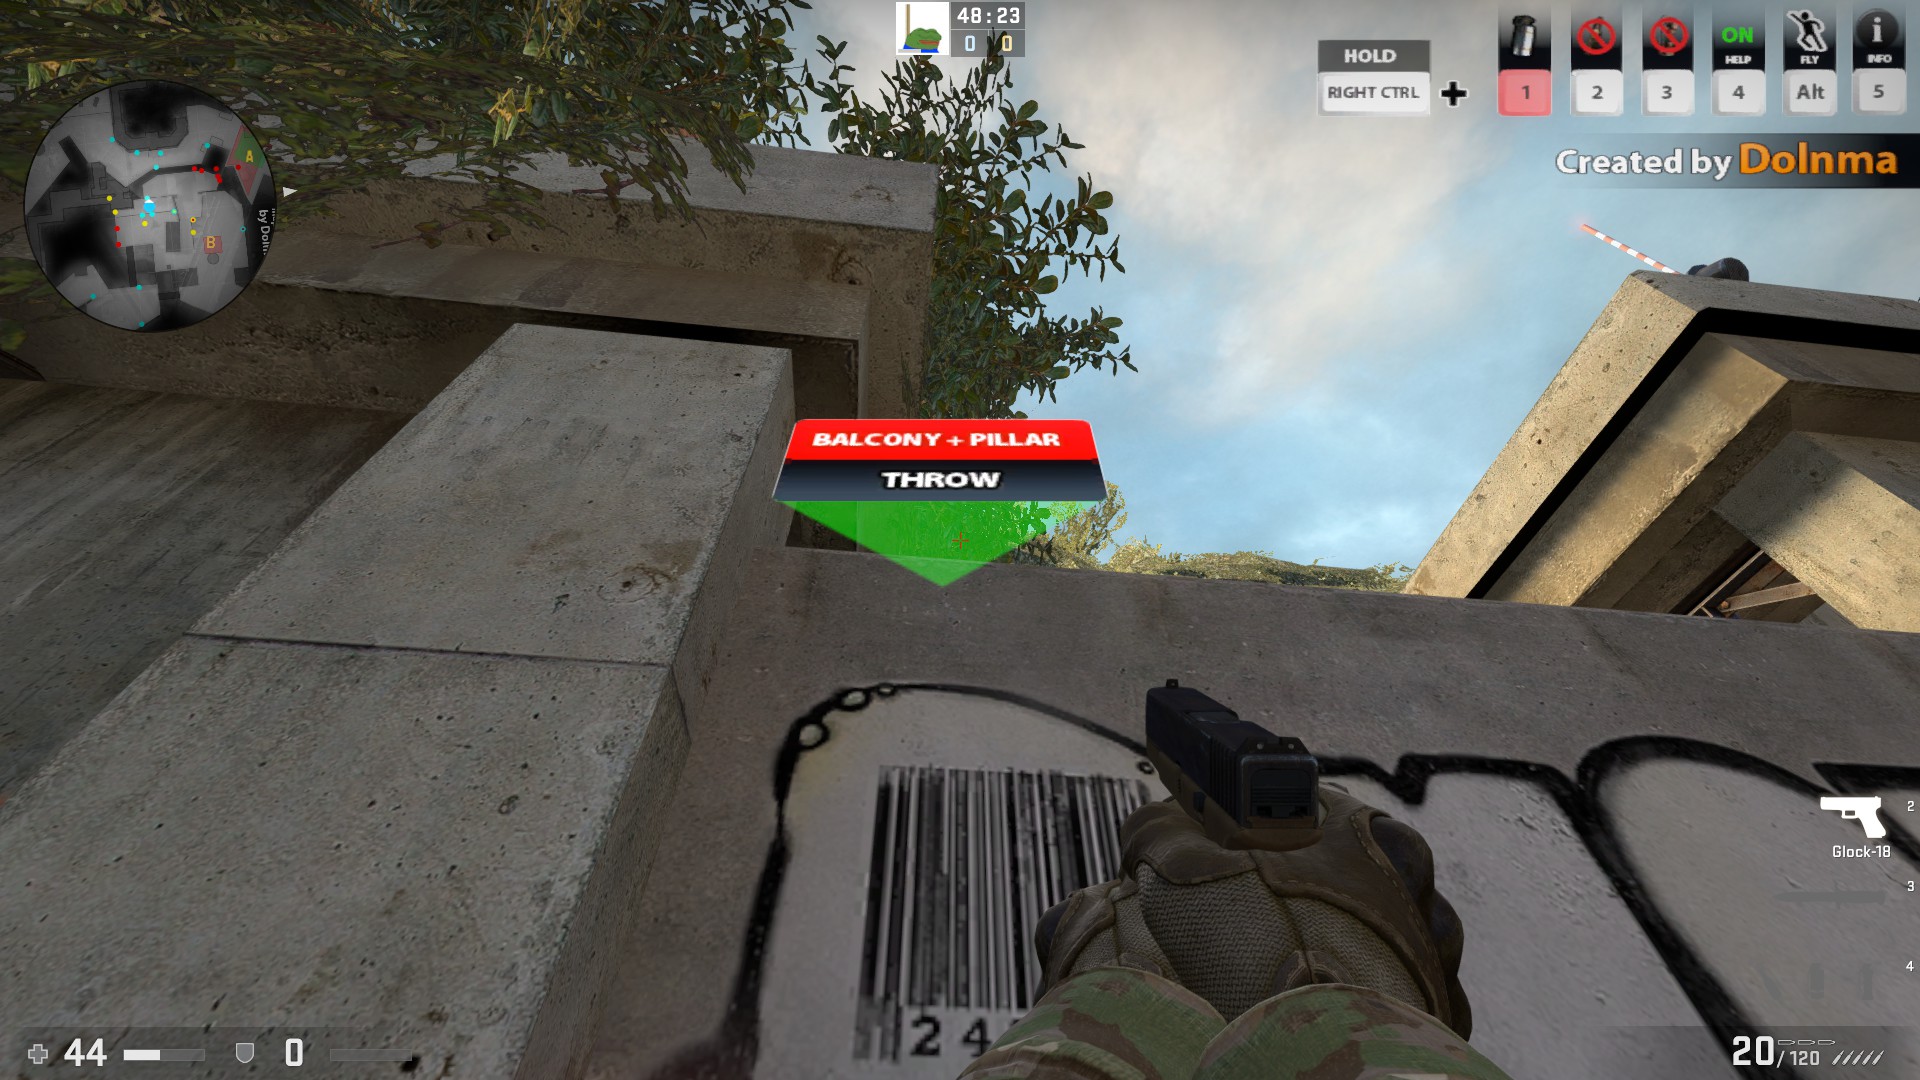 48:23
0 0
HOLD
RIGHT CTRL
1 2 3 4 Alt 5
ON
HELP
FLY
INFO
Created by Dolnma
A
B
BALCONY + PILLAR
THROW
24
2
Glock-18
3
4
44
0
20/120